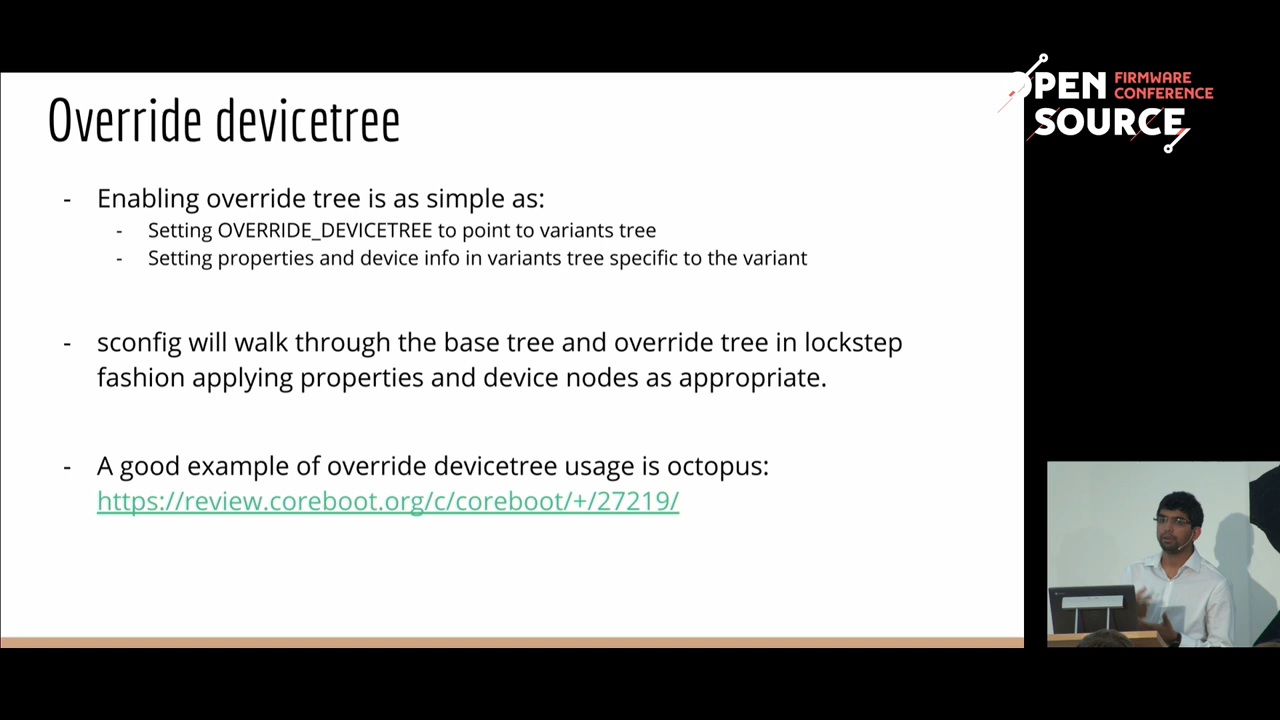 Override devicetree
- Enabling override tree is as simple as:
- Setting OVERRIDE_DEVICETREE to point to variants tree
- Setting properties and device info in variants tree specific to the variant
- sconfig will walk through the base tree and override tree in lockstep
fashion applying properties and device nodes as appropriate.
- A good example of override devicetree usage is octopus:
https://review.coreboot.org/c/coreboot/+/27219/
OPEN FIRMWARE
CONFERENCE
SOURCE